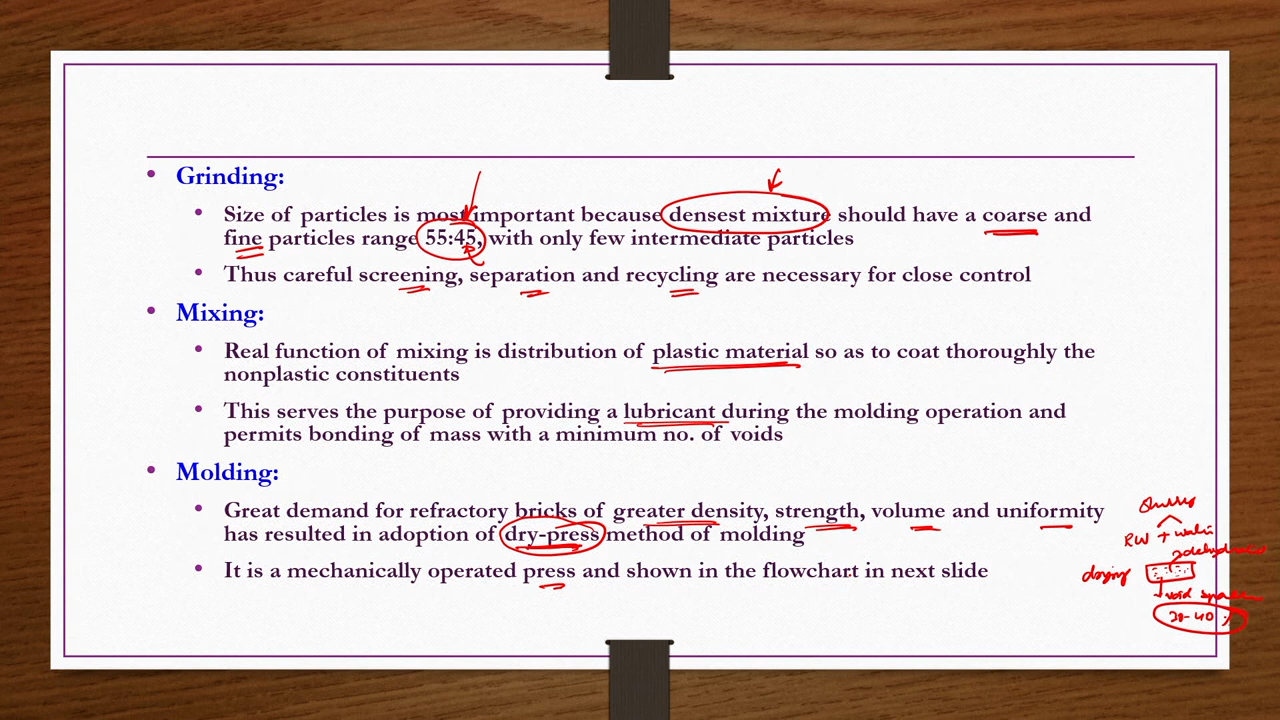 • Grinding:
• Size of particles is most important because densest mixture should have a coarse and
fine particles range 55:45, with only few intermediate particles
• Thus careful screening, separation and recycling are necessary for close control
• Mixing:
• Real function of mixing is distribution of plastic material so as to coat thoroughly the
nonplastic constituents
• This serves the purpose of providing a lubricant during the molding operation and
permits bonding of mass with a minimum no. of voids
• Molding:
• Great demand for refractory bricks of greater density, strength, volume and uniformity
has resulted in adoption of dry-press method of molding
• It is a mechanically operated press and shown in the flowchart in next slide
RW +
drying
void space